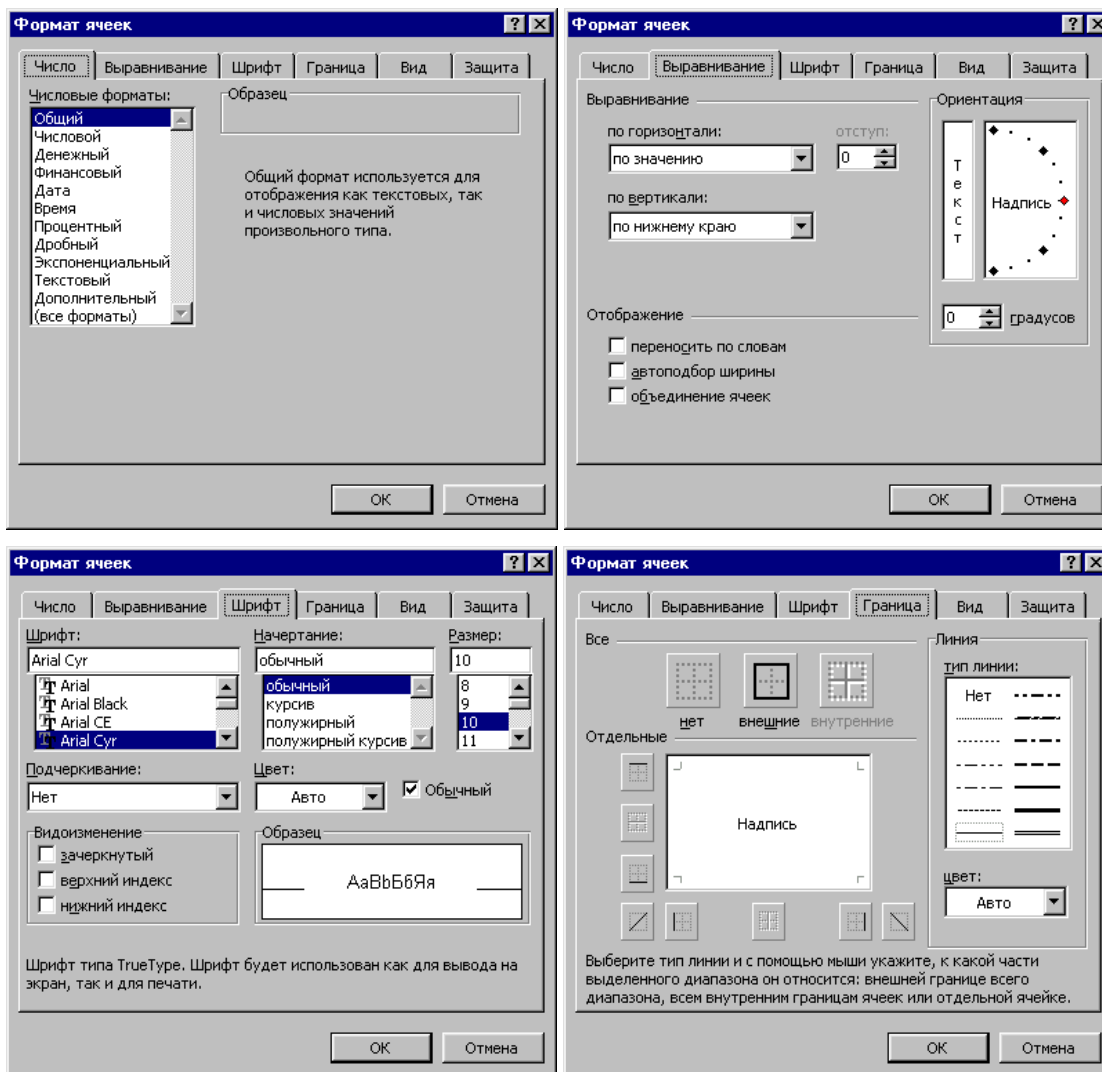 Формат ячеек
Число Выравнивание Шрифт Граница Вид Защита
Числовые форматы:
Общий
Числовой
Денежный
Финансовый
Дата
Время
Процентный
Дробный
Экспоненциальный
Текстовый
Дополнительный
(все форматы)
Образец
Общий формат используется для
отображения как текстовых, так
и числовых значений
произвольного типа.
ОК Отмена
Формат ячеек
Число Выравнивание Шрифт Граница Вид Защита
Выравнивание
по горизонтали:
отступ:
по значению
0
по вертикали:
по нижнему краю
Отображение
переносить по словам
автоподбор ширины
объединение ячеек
Ориентация
Текст
Надпись
0 градусов
ОК Отмена
Формат ячеек
Число Выравнивание Шрифт Граница Вид Защита
Шрифт:
Arial Cyr
Arial
Arial Black
Arial CE
Arial Cyr
Начертание:
обычный
обычный
курсив
полужирный
полужирный курсив
Размер:
10
8
9
10
11
Подчеркивание:
Нет
Цвет:
Авто
Обычный
Видоизменение
зачеркнутый
верхний индекс
нижний индекс
Образец
АаВbБбЯя
Шрифт типа TrueType. Шрифт будет использован как для вывода на
экран, так и для печати.
ОК Отмена
Формат ячеек
Число Выравнивание Шрифт Граница Вид Защита
Все
нет внешние внутренние
Отдельные
Надпись
Линия
тип линии:
Нет
цвет:
Авто
Выберите тип линии и с помощью мыши укажите, к какой части
выделенного диапазона он относится: внешней границе всего
диапазона, всем внутренним границам ячеек или отдельной ячейке.
ОК Отмена